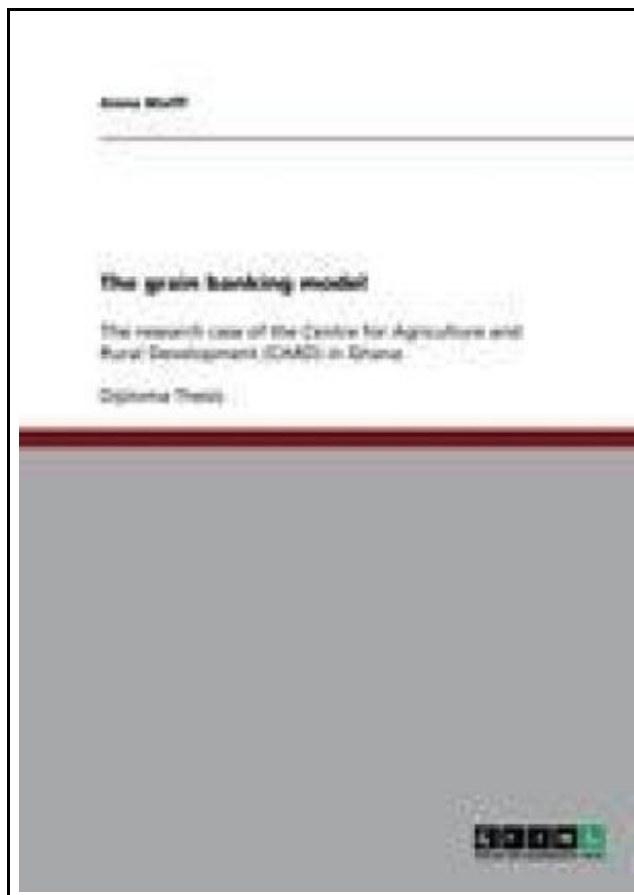 The grain banking model
The research case of the Centre for Agriculture and
Rural Development (CARD) in Ghana
Diploma Thesis
GRIN